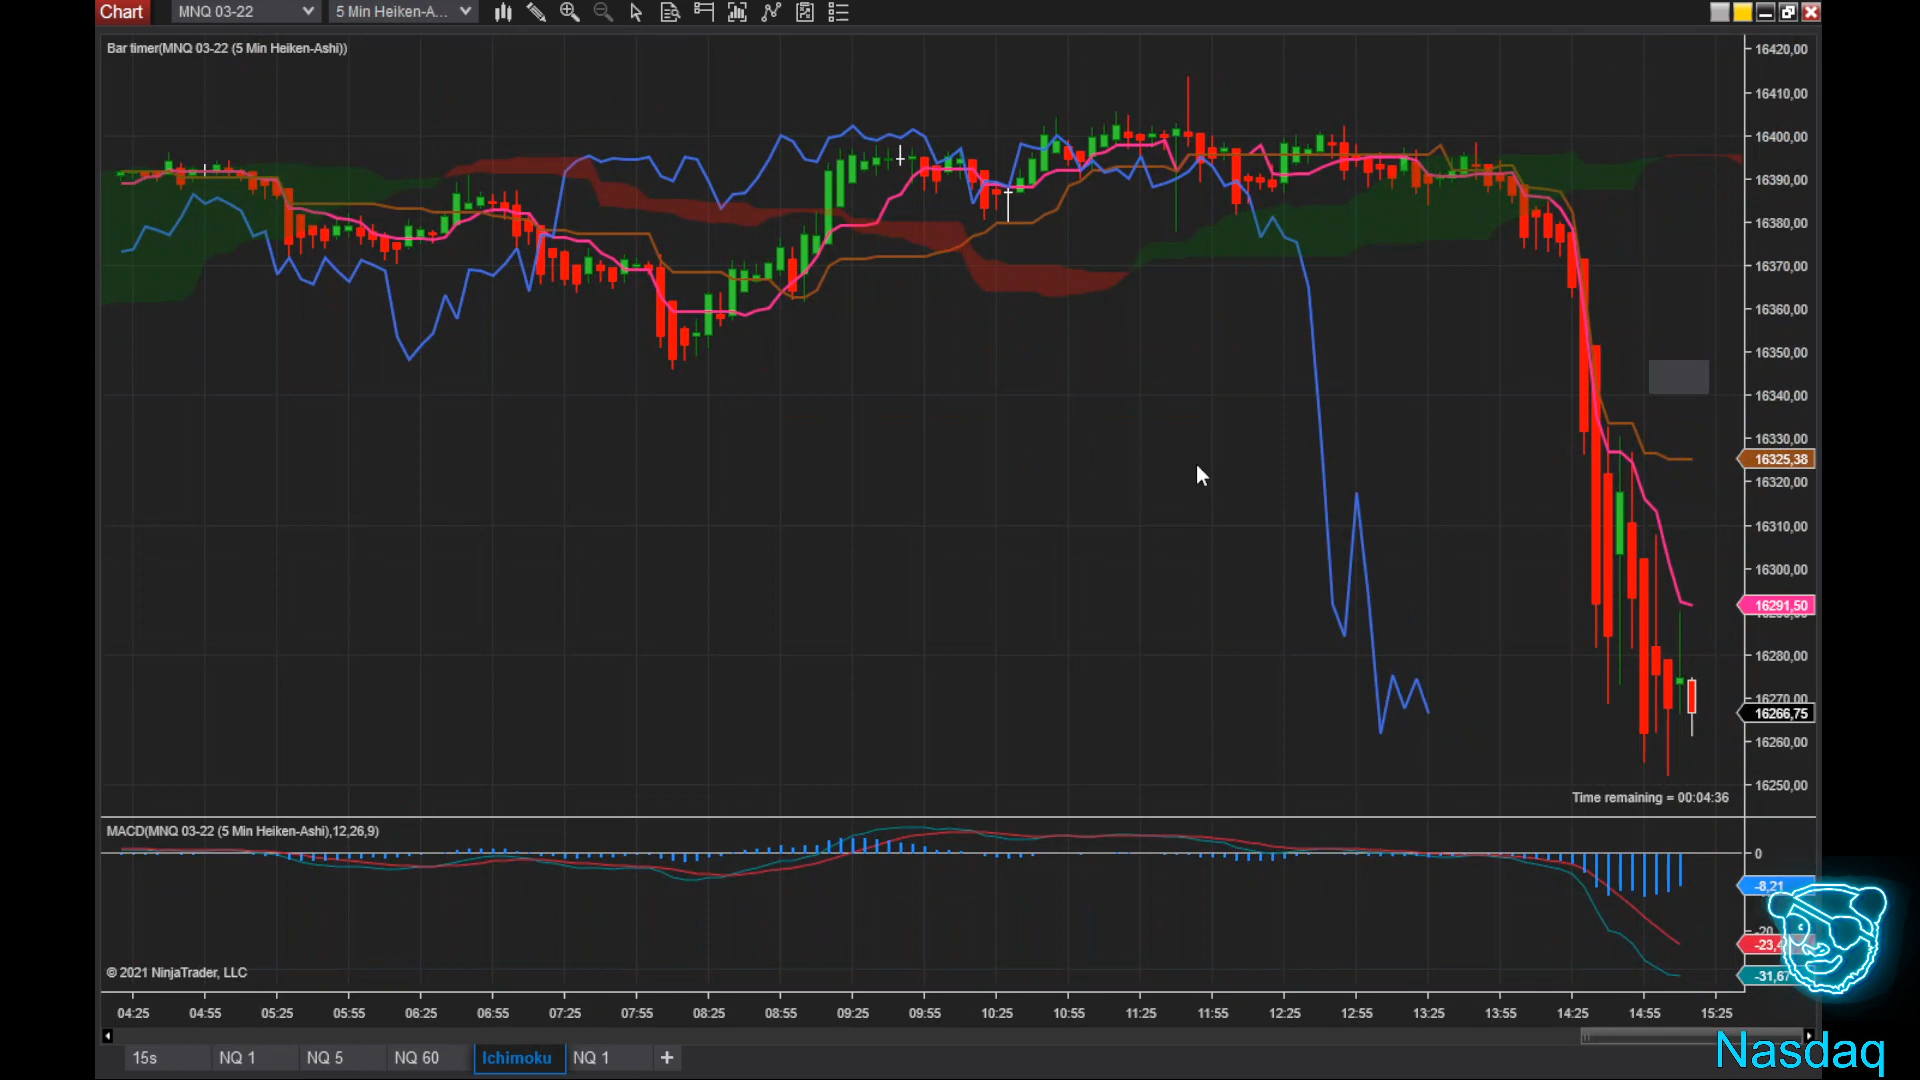 Chart
MNQ 03-22
5 Min Heiken-A...
Bar timer(MNQ 03-22 (5 Min Heiken-Ashi))
16420,00
16410,00
16400,00
16390,00
16380,00
16370,00
16360,00
16350,00
16340,00
16330,00
16325,38
16320,00
16310,00
16300,00
16291,50
16280,00
16270,00
16266,75
16260,00
16250,00
Time remaining = 00:04:36
MACD(MNQ 03-22 (5 Min Heiken-Ashi),12,26,9)
0
-8,21
-20
-23,4
-31,67
© 2021 NinjaTrader, LLC
04:25 04:55 05:25 05:55 06:25 06:55 07:25 07:55 08:25 08:55 09:25 09:55 10:25 10:55 11:25 11:55 12:25 12:55 13:25 13:55 14:25 14:55 15:25
15s NQ 1 NQ 5 NQ 60 Ichimoku NQ 1 +
Nasdaq